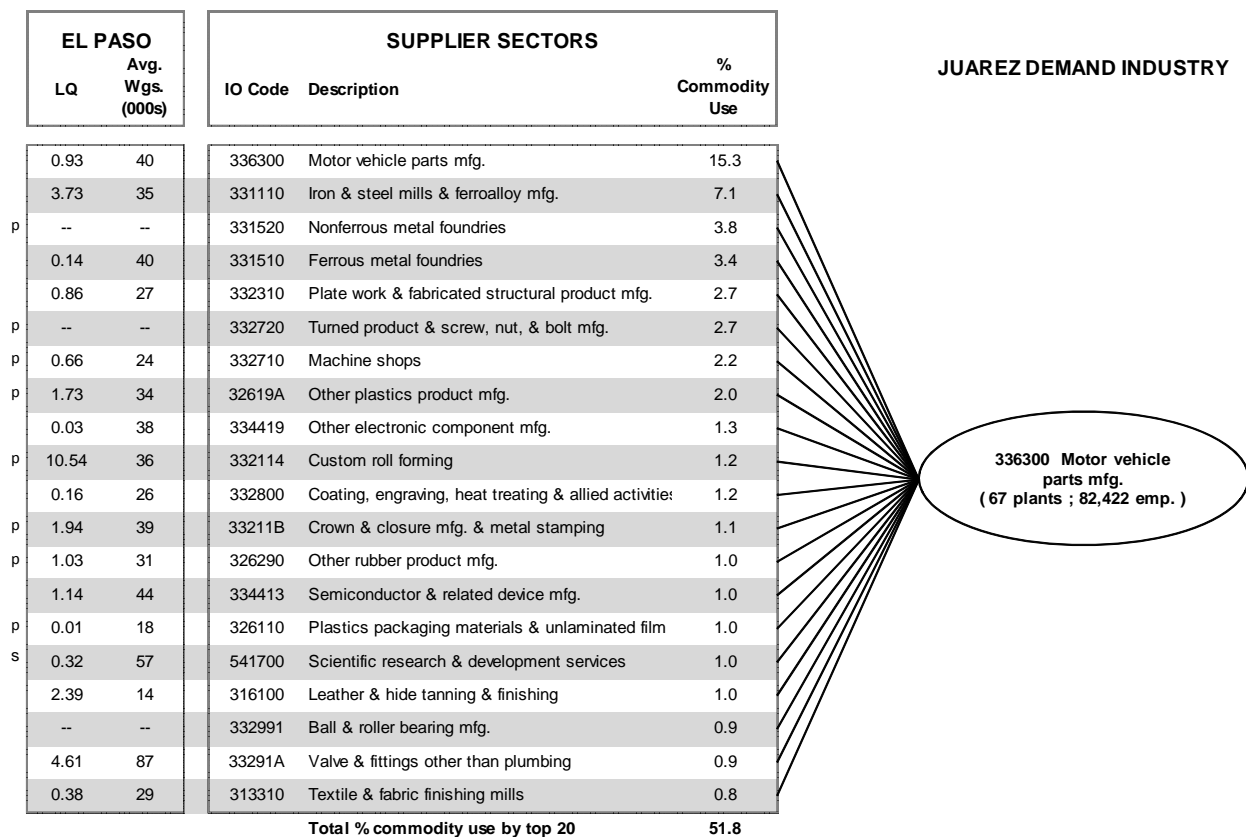 EL PASO
SUPPLIER SECTORS
JUAREZ DEMAND INDUSTRY
LQ Avg. Wgs. (000s) IO Code Description % Commodity Use
0.93 40 336300 Motor vehicle parts mfg. 15.3
3.73 35 331110 Iron & steel mills & ferroalloy mfg. 7.1
p -- -- 331520 Nonferrous metal foundries 3.8
0.14 40 331510 Ferrous metal foundries 3.4
0.86 27 332310 Plate work & fabricated structural product mfg. 2.7
p -- -- 332720 Turned product & screw, nut, & bolt mfg. 2.7
p 0.66 24 332710 Machine shops 2.2
p 1.73 34 32619A Other plastics product mfg. 2.0
0.03 38 334419 Other electronic component mfg. 1.3
p 10.54 36 332114 Custom roll forming 1.2
0.16 26 332800 Coating, engraving, heat treating & allied activities 1.2
p 1.94 39 33211B Crown & closure mfg. & metal stamping 1.1
p 1.03 31 326290 Other rubber product mfg. 1.0
1.14 44 334413 Semiconductor & related device mfg. 1.0
p 0.01 18 326110 Plastics packaging materials & unlaminated film 1.0
s 0.32 57 541700 Scientific research & development services 1.0
2.39 14 316100 Leather & hide tanning & finishing 1.0
-- -- 332991 Ball & roller bearing mfg. 0.9
4.61 87 33291A Valve & fittings other than plumbing 0.9
0.38 29 313310 Textile & fabric finishing mills 0.8
Total % commodity use by top 20 51.8
336300 Motor vehicle
parts mfg.
( 67 plants ; 82,422 emp. )